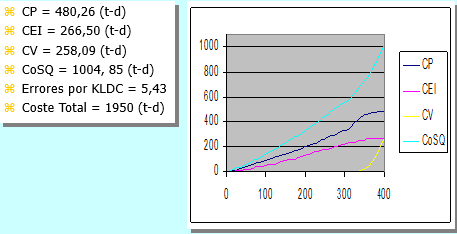 CP = 480,26 (t-d)
CEI = 266,50 (t-d)
CV = 258,09 (t-d)
CoSQ = 1004, 85 (t-d)
Errores por KLDC = 5,43
Coste Total = 1950 (t-d)
1000
800
600
400
200
0
0 100 200 300 400
CP
CEI
CV
CoSQ